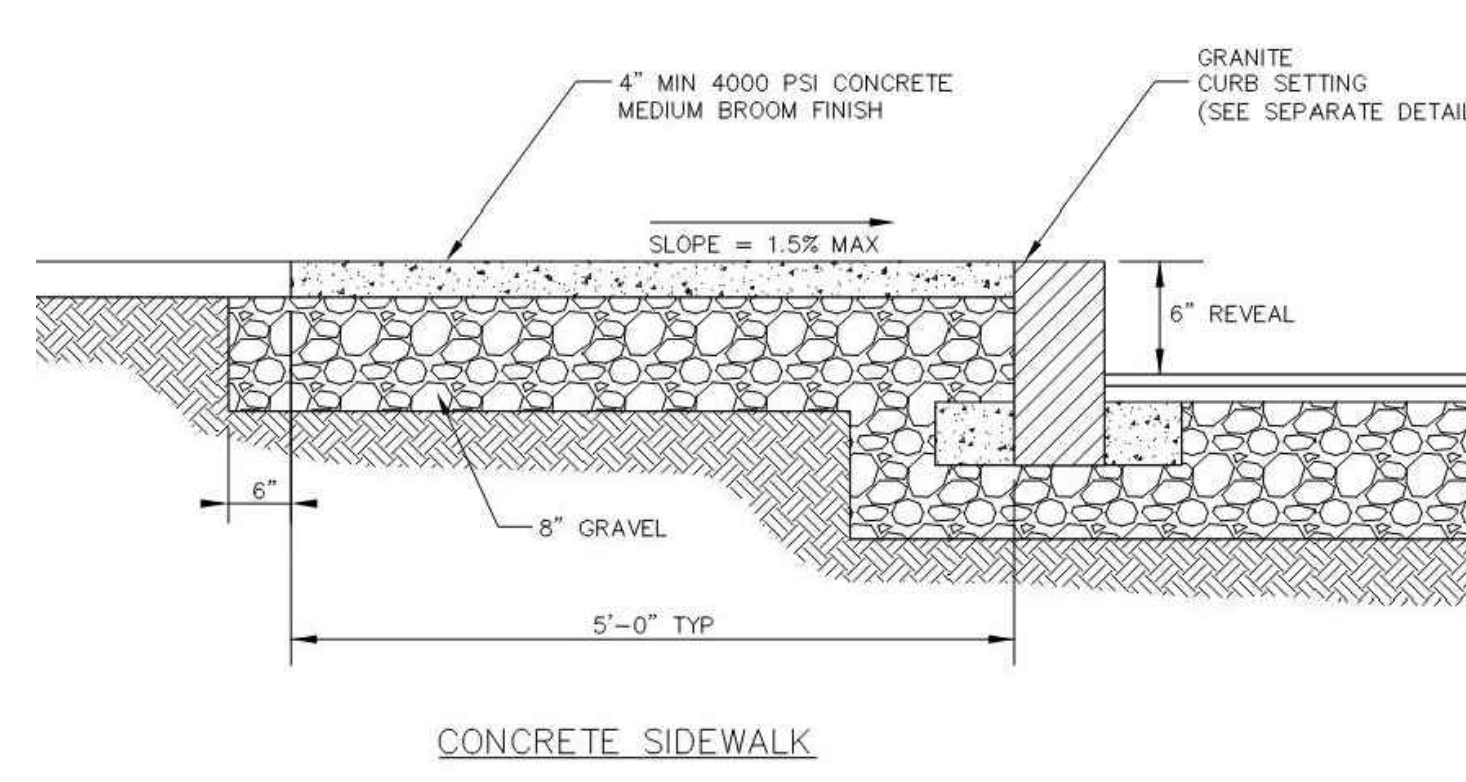 4" MIN 4000 PSI CONCRETE
MEDIUM BROOM FINISH
GRANITE
CURB SETTING
(SEE SEPARATE DETAIL
SLOPE = 1.5% MAX
6" REVEAL
6"
8" GRAVEL
5'-0" TYP
CONCRETE SIDEWALK